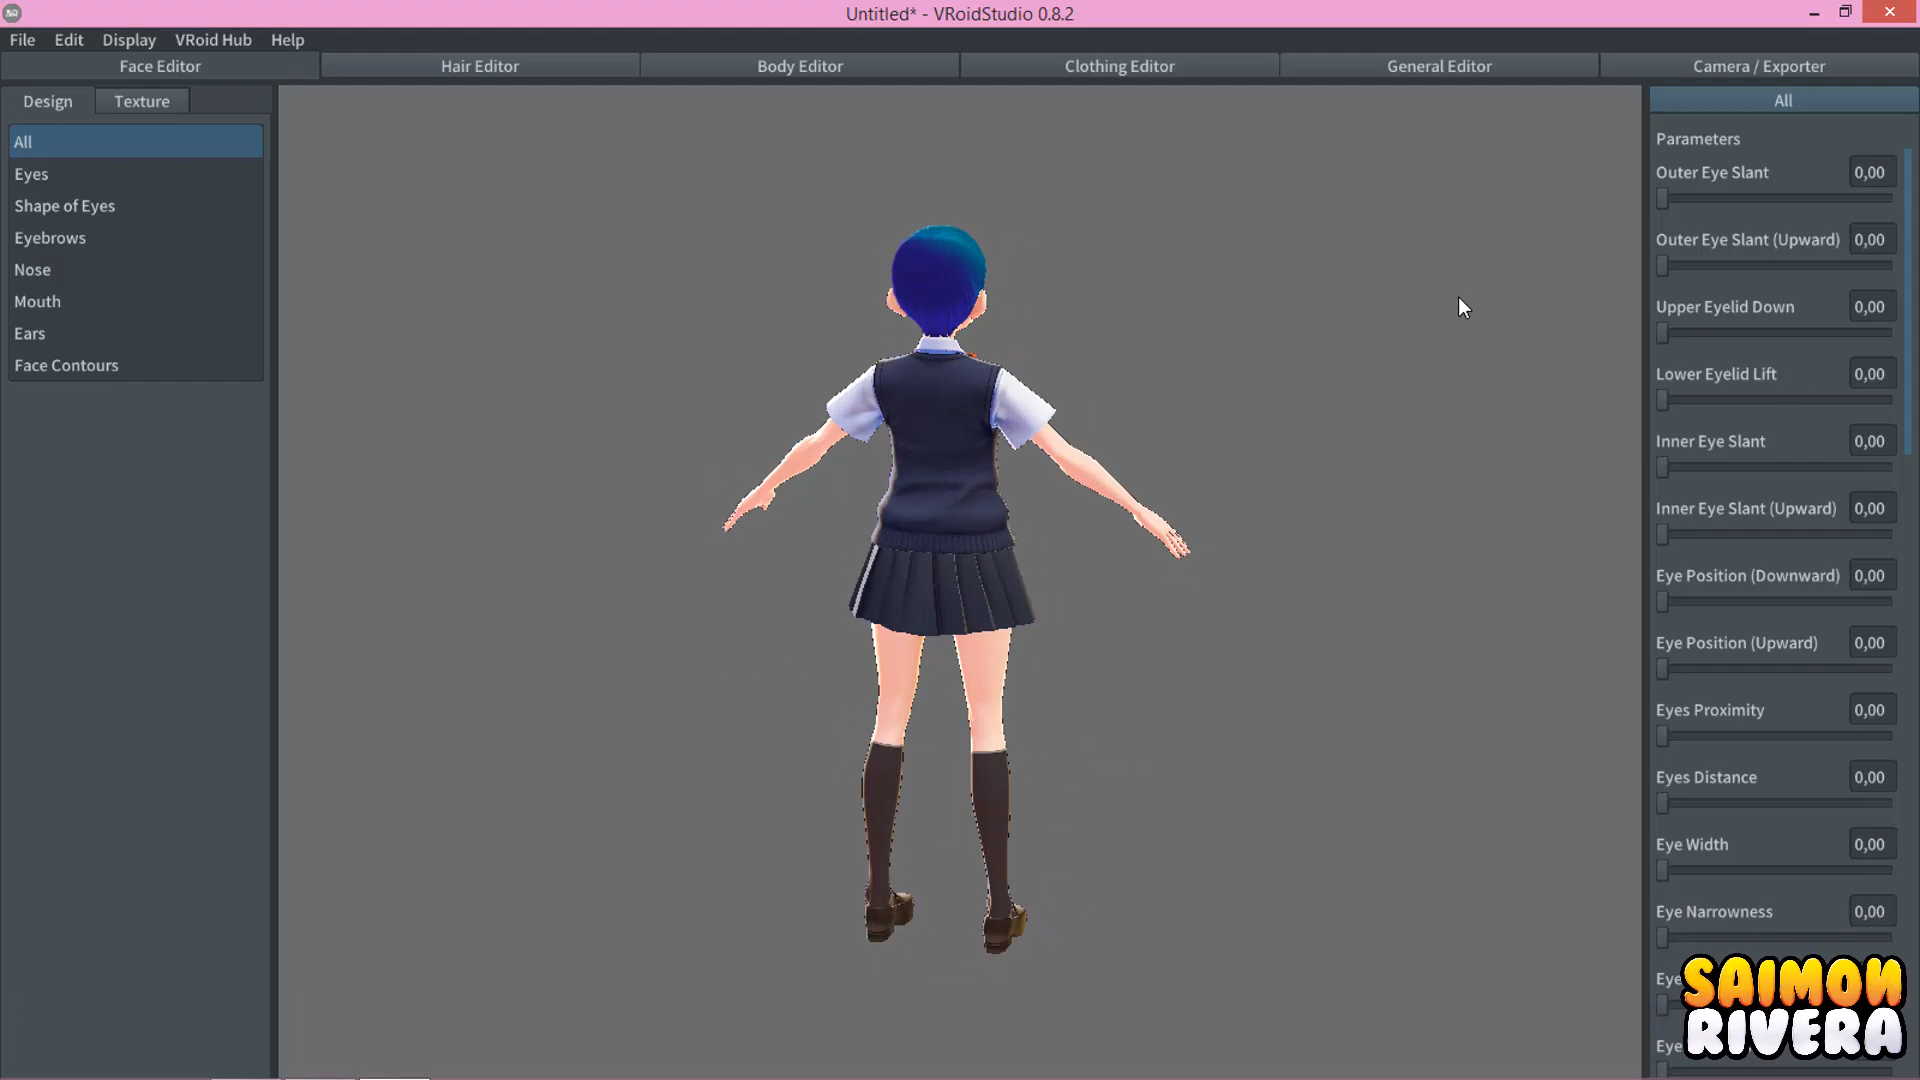 Untitled* - VRoidStudio 0.8.2
File Edit Display VRoid Hub Help
Face Editor Hair Editor Body Editor Clothing Editor General Editor Camera / Exporter
Design Texture
All
Eyes
Shape of Eyes
Eyebrows
Nose
Mouth
Ears
Face Contours
All
Parameters
Outer Eye Slant 0,00
Outer Eye Slant (Upward) 0,00
Upper Eyelid Down 0,00
Lower Eyelid Lift 0,00
Inner Eye Slant 0,00
Inner Eye Slant (Upward) 0,00
Eye Position (Downward) 0,00
Eye Position (Upward) 0,00
Eyes Proximity 0,00
Eyes Distance 0,00
Eye Width 0,00
Eye Narrowness 0,00
Eye
Eye
SAIMON
RIVERA